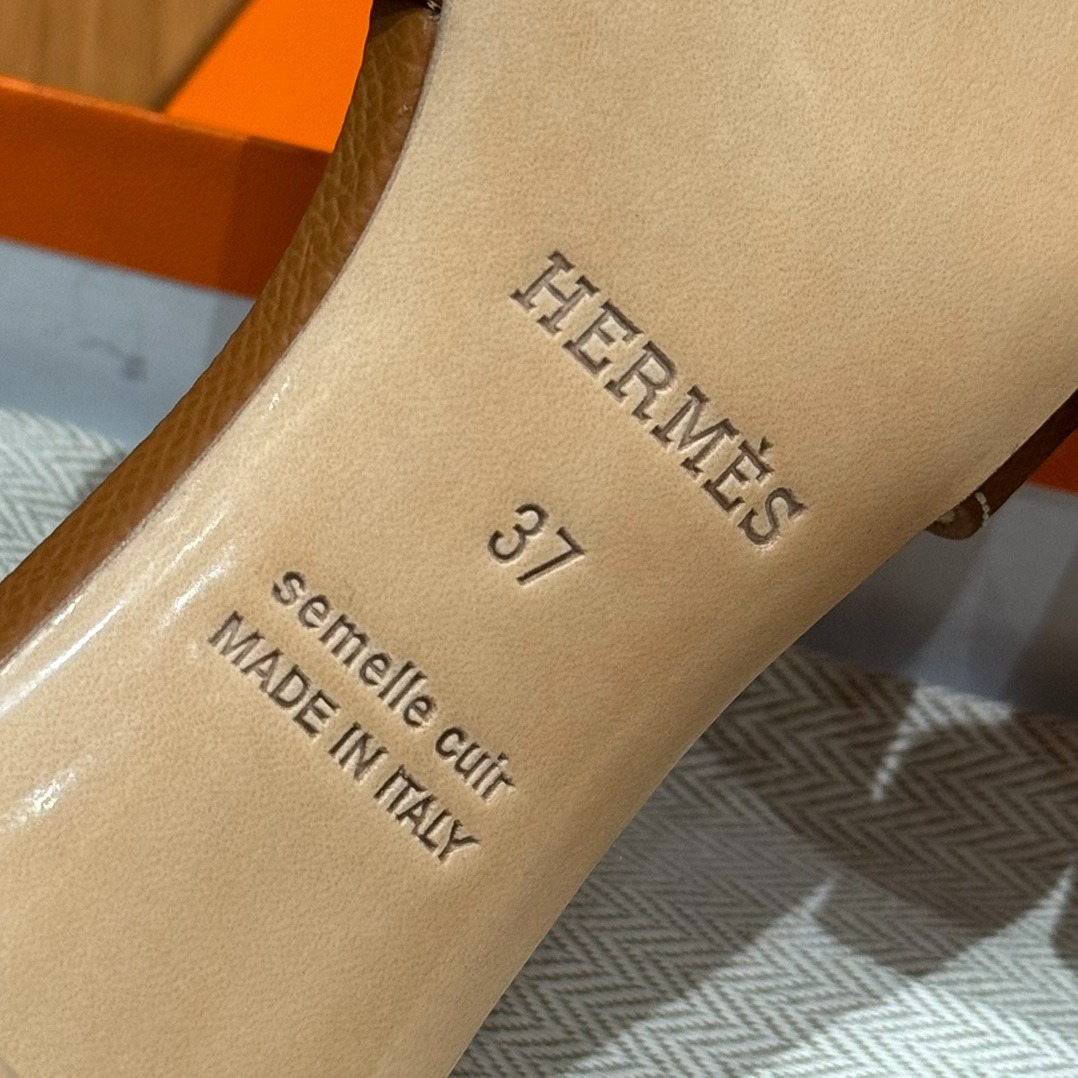 HERMÈS
37
semelle cuir
MADE IN ITALY